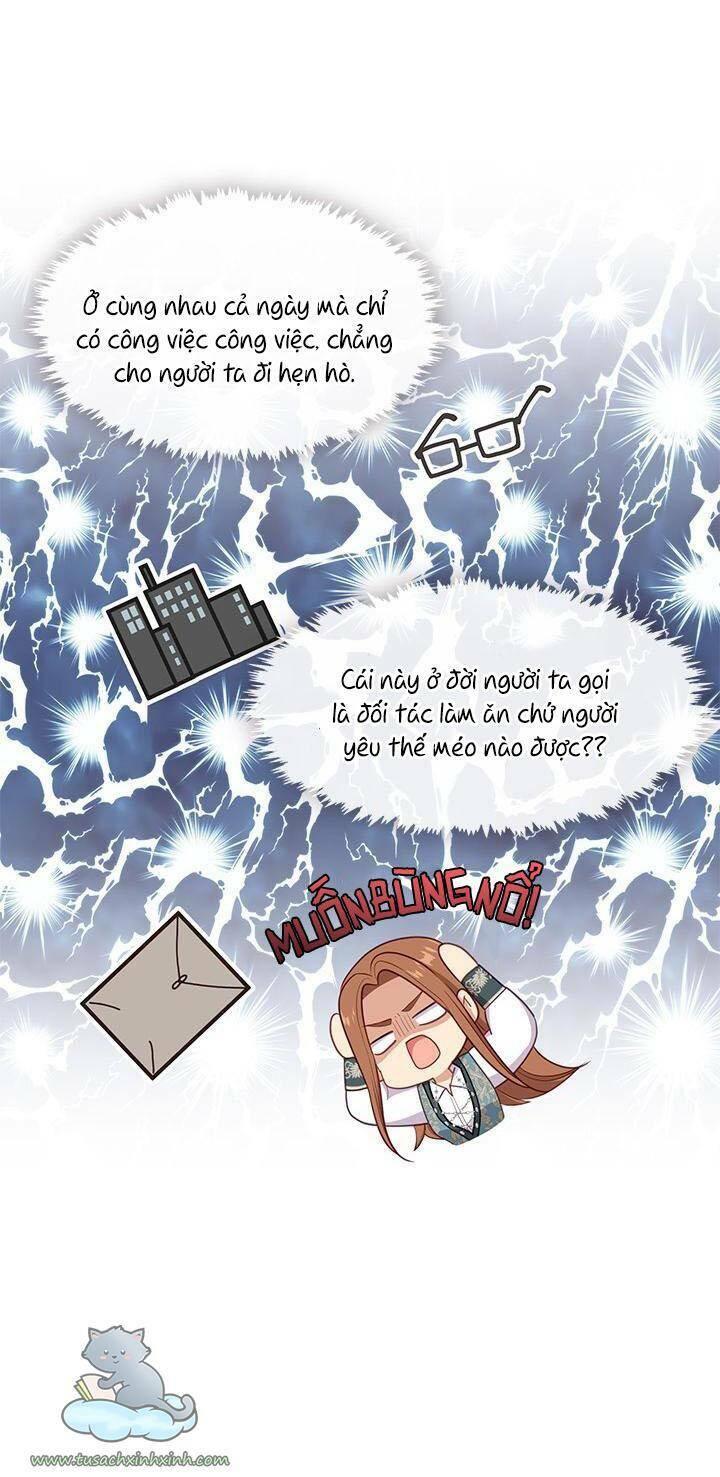 Ở cùng nhau cả ngày mà chỉ
có công việc công việc, chẳng
cho người ta đi hẹn hò.
Cái này ở đời người ta gọi
là đối tác làm ăn chứ người
yêu thế méo nào được??
MUỐN BÙNG NỔ!
www.tusachxinhxinh.com